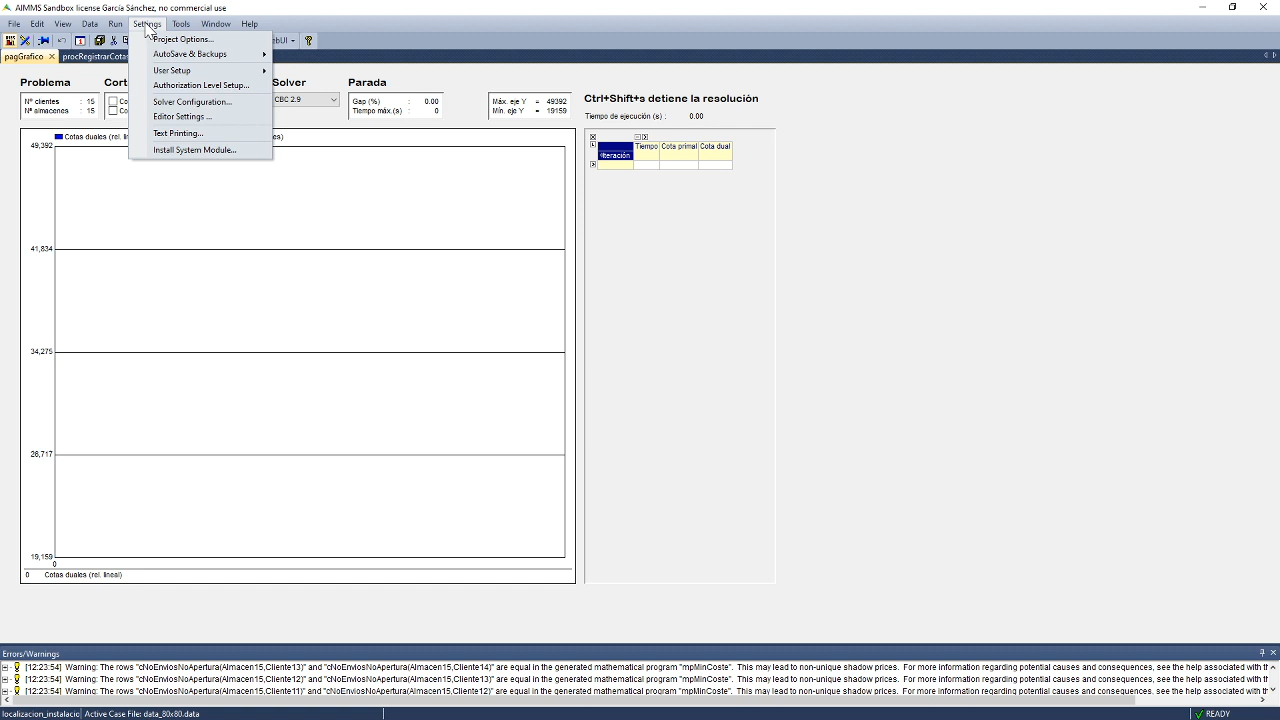 AIMMS Sandbox license García Sánchez, no commercial use
File Edit View Data Run Settings Tools Window Help
Project Options...
AutoSave & Backups
User Setup
Authorization Level Setup...
Solver Configuration...
Editor Settings ...
Text Printing...
Install System Module...
pagGrafico
procRegistrarCotas
Problema
Nº clientes : 15
Nº almacenes : 15
Solver
CBC 2.9
Parada
Gap (%) : 0.00
Tiempo máx.(s) : 0
Máx. eje Y = 49392
Mín. eje Y = 19159
Ctrl+Shift+s detiene la resolución
Tiempo de ejecución (s) : 0.00
Tiempo Cota primal Cota dual
Iteración
49,392
41,834
34,275
26,717
19,159
0
0 Cotas duales (rel. lineal)
Errors/Warnings
[12:23:54] Warning: The rows "cNoEnviosNoApertura(Almacen15,Cliente13)" and "cNoEnviosNoApertura(Almacen15,Cliente14)" are equal in the generated mathematical program "mpMinCoste". This may lead to non-unique shadow prices. For more information regarding potential causes and consequences, see the help associated with th
[12:23:54] Warning: The rows "cNoEnviosNoApertura(Almacen15,Cliente12)" and "cNoEnviosNoApertura(Almacen15,Cliente13)" are equal in the generated mathematical program "mpMinCoste". This may lead to non-unique shadow prices. For more information regarding potential causes and consequences, see the help associated with th
[12:23:54] Warning: The rows "cNoEnviosNoApertura(Almacen15,Cliente11)" and "cNoEnviosNoApertura(Almacen15,Cliente12)" are equal in the generated mathematical program "mpMinCoste". This may lead to non-unique shadow prices. For more information regarding potential causes and consequences, see the help associated with th
localizacion_instalacio Active Case File: data_80x80.data READY